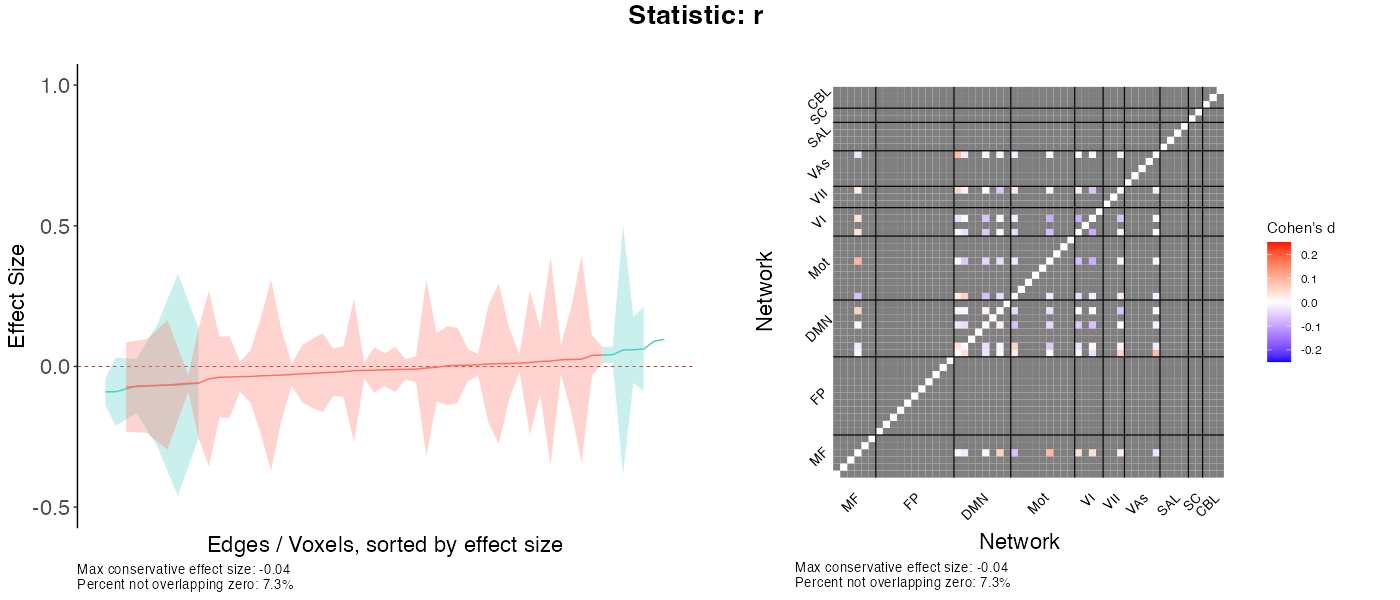 Statistic: r
1.0
0.5
0.0
-0.5
Effect Size
Edges / Voxels, sorted by effect size
Max conservative effect size: -0.04
Percent not overlapping zero: 7.3%
CBL
SC
SAL
VAs
VII
VI
Mot
DMN
FP
MF
Network
MF
FP
DMN
Mot
VI
VII
VAs
SAL
SC
CBL
Network
Max conservative effect size: -0.04
Percent not overlapping zero: 7.3%
Cohen's d
0.2
0.1
0.0
-0.1
-0.2